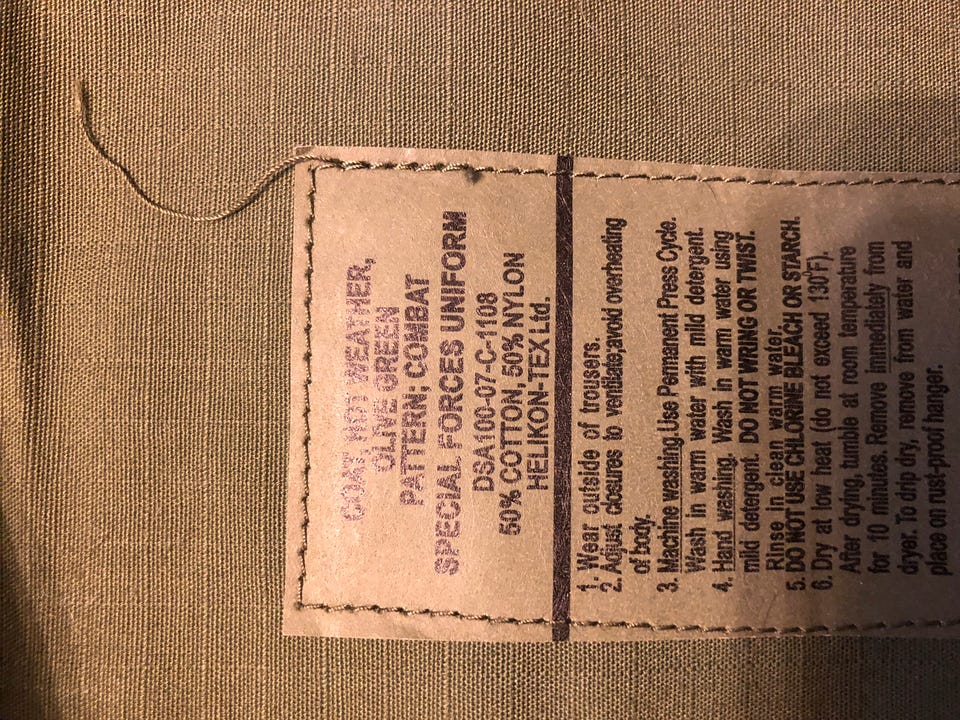 COAT HOT WEATHER,
OLIVE GREEN
PATTERN; COMBAT
SPECIAL FORCES UNIFORM
DSA100-07-C-1108
50% COTTON, 50% NYLON
HELIKON-TEX Ltd.
1. Wear outside of trousers.
2. Adjust closures to ventilate,avoid overheating
of body.
3. Machine washing.Use Permanent Press Cycle.
Wash in warm water with mild detergent.
4. Hand washing. Wash in warm water using
mild detergent. DO NOT WRING OR TWIST.
Rinse in clean warm water.
5. DO NOT USE CHLORINE BLEACH OR STARCH.
6. Dry at low heat (do not exceed 130°F).
After drying, tumble at room temperature
for 10 minutes. Remove immediately from
dryer. To drip dry, remove from water and
place on rust-poof hanger.